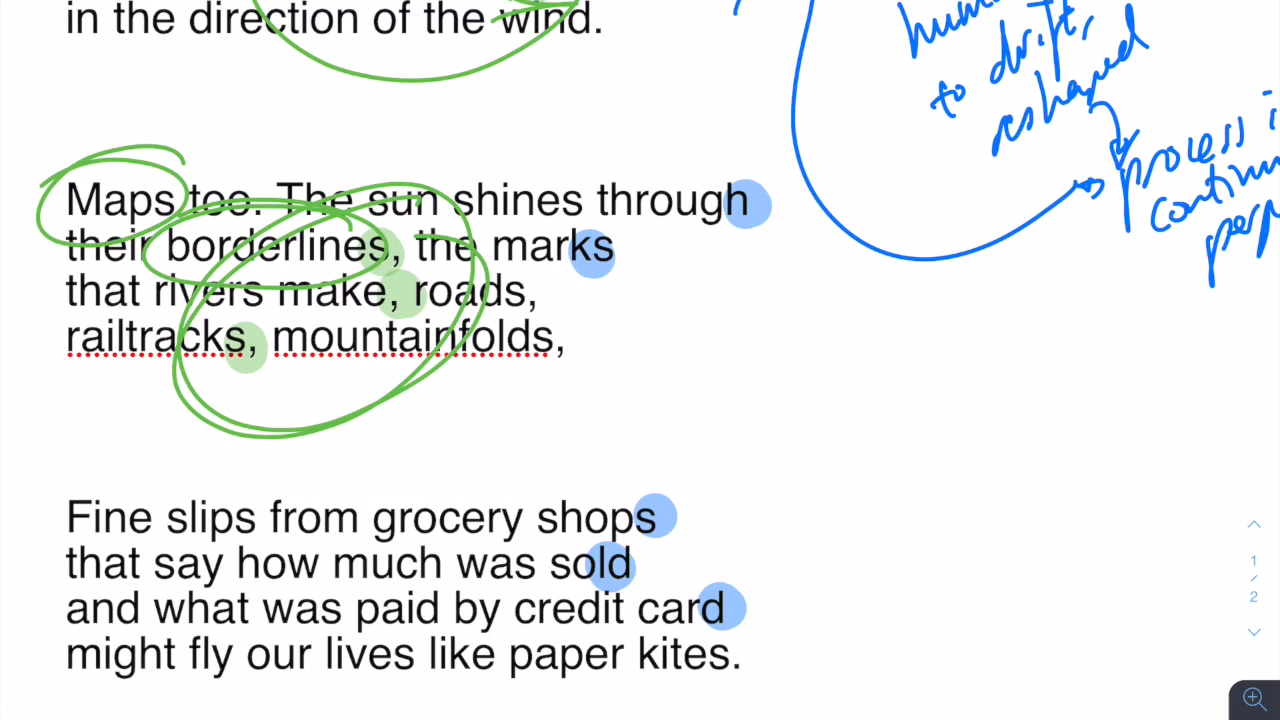 in the direction of the wind.
to drift,
reshaped
process
Maps too. The sun shines through
their borderlines, the marks
that rivers make, roads,
railtracks, mountainfolds,
Fine slips from grocery shops
that say how much was sold
and what was paid by credit card
might fly our lives like paper kites.
1
/
2